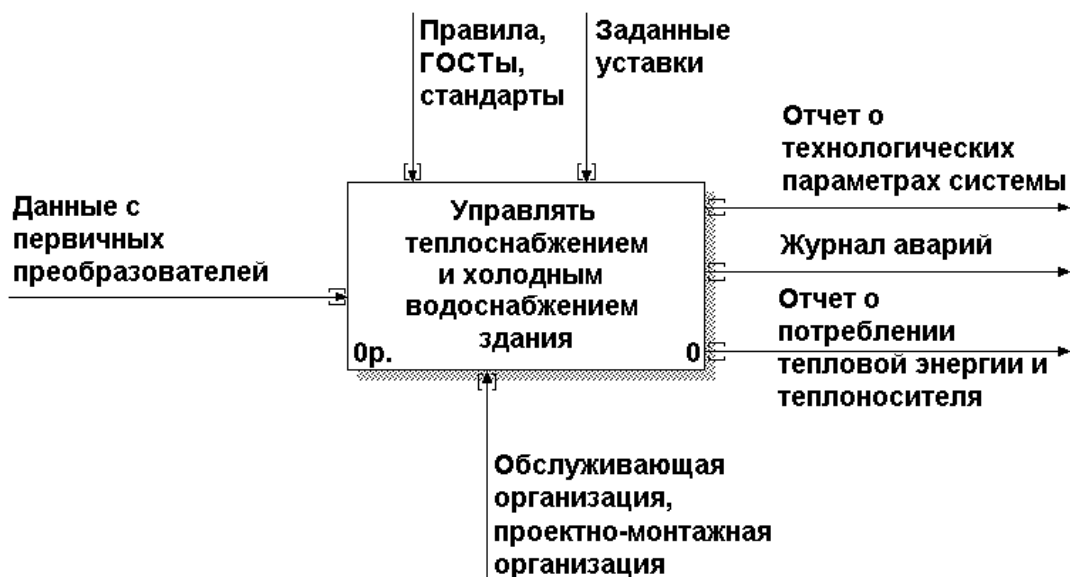 Правила,
ГОСТы,
стандарты
Заданные
уставки
Данные с
первичных
преобразователей
Управлять
теплоснабжением
и холодным
водоснабжением
здания
0р.
0
Отчет о
технологических
параметрах системы
Журнал аварий
Отчет о
потреблении
тепловой энергии и
теплоносителя
Обслуживающая
организация,
проектно-монтажная
организация